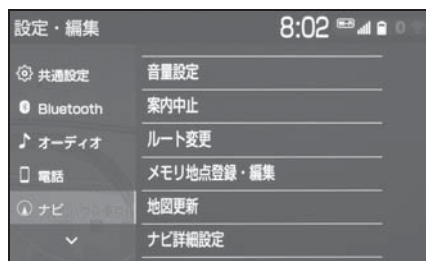 設定・編集 8:02
共通設定
Bluetooth
オーディオ
電話
ナビ
音量設定
案内中止
ルート変更
メモリ地点登録・編集
地図更新
ナビ詳細設定